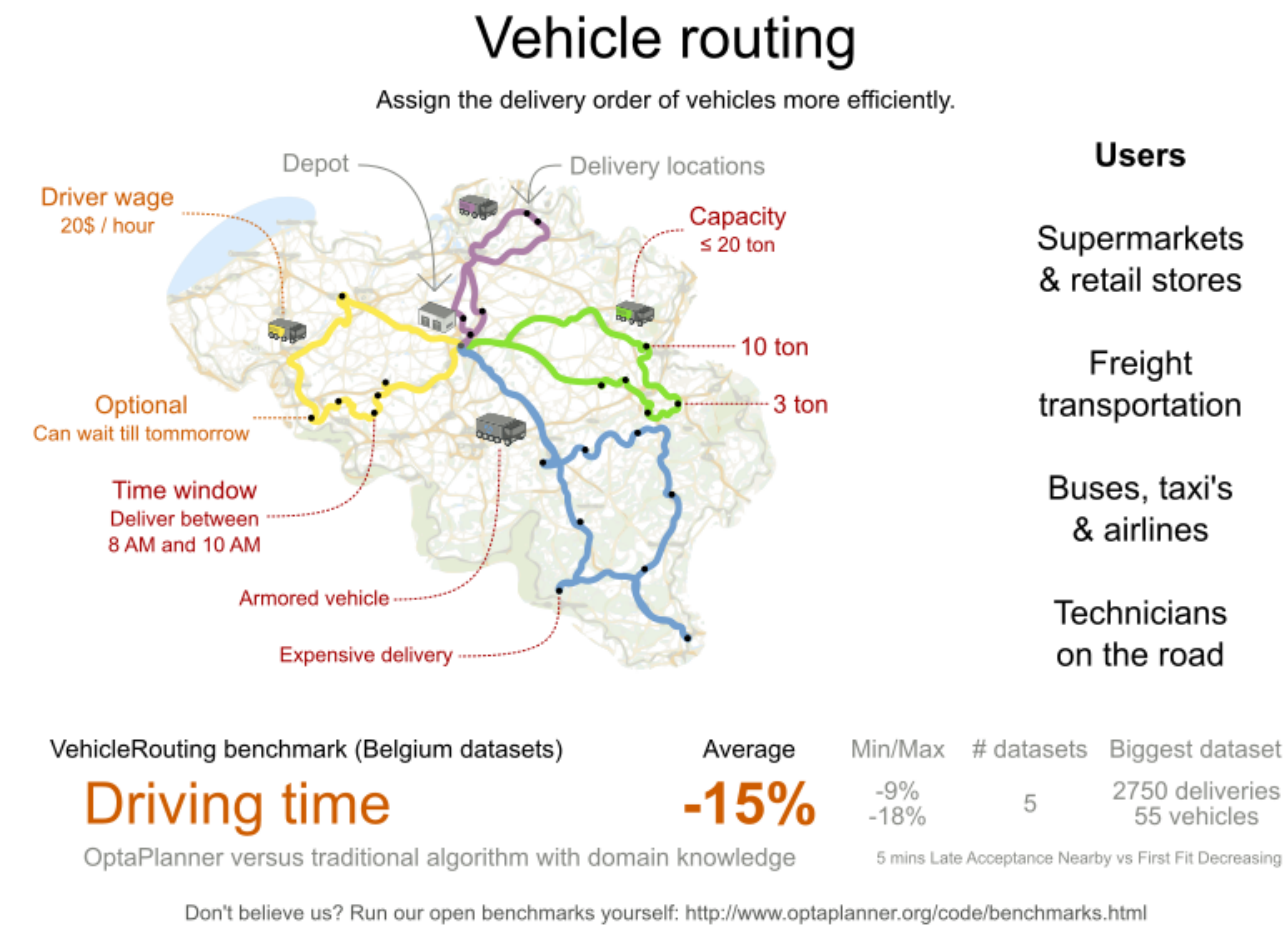 Vehicle routing
Assign the delivery order of vehicles more efficiently.
Depot
Delivery locations
Driver wage
20$ / hour
Capacity
≤ 20 ton
10 ton
3 ton
Optional
Can wait till tommorrow
Time window
Deliver between
8 AM and 10 AM
Armored vehicle
Expensive delivery
Users
Supermarkets
& retail stores
Freight
transportation
Buses, taxi's
& airlines
Technicians
on the road
VehicleRouting benchmark (Belgium datasets)
Average
Min/Max
# datasets
Biggest dataset
Driving time
-15%
-9%
-18%
5
2750 deliveries
55 vehicles
OptaPlanner versus traditional algorithm with domain knowledge
5 mins Late Acceptance Nearby vs First Fit Decreasing
Don't believe us? Run our open benchmarks yourself: http://www.optaplanner.org/code/benchmarks.html